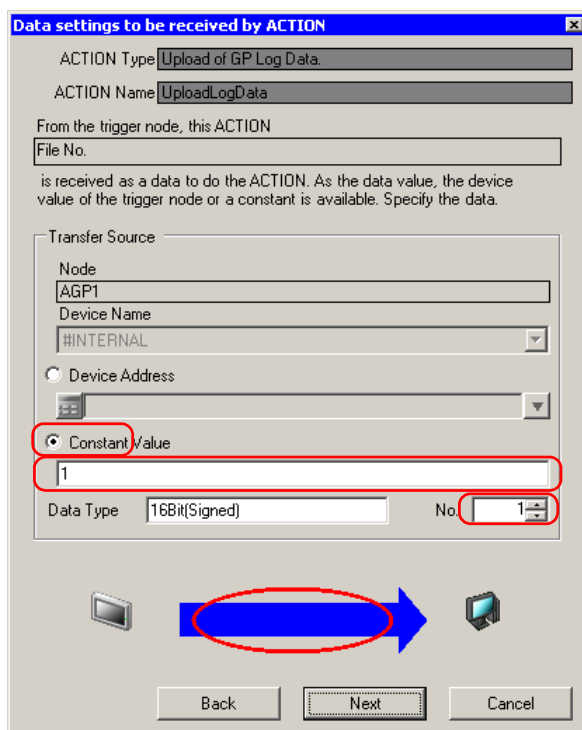 Data settings to be received by ACTION
ACTION Type Upload of GP Log Data.
ACTION Name UploadLogData
From the trigger node, this ACTION
File No.
is received as a data to do the ACTION. As the data value, the device
value of the trigger node or a constant is available. Specify the data.
Transfer Source
Node
AGP1
Device Name
#INTERNAL
Device Address
Constant Value
1
Data Type 16Bit(Signed) No. 1
Back Next Cancel